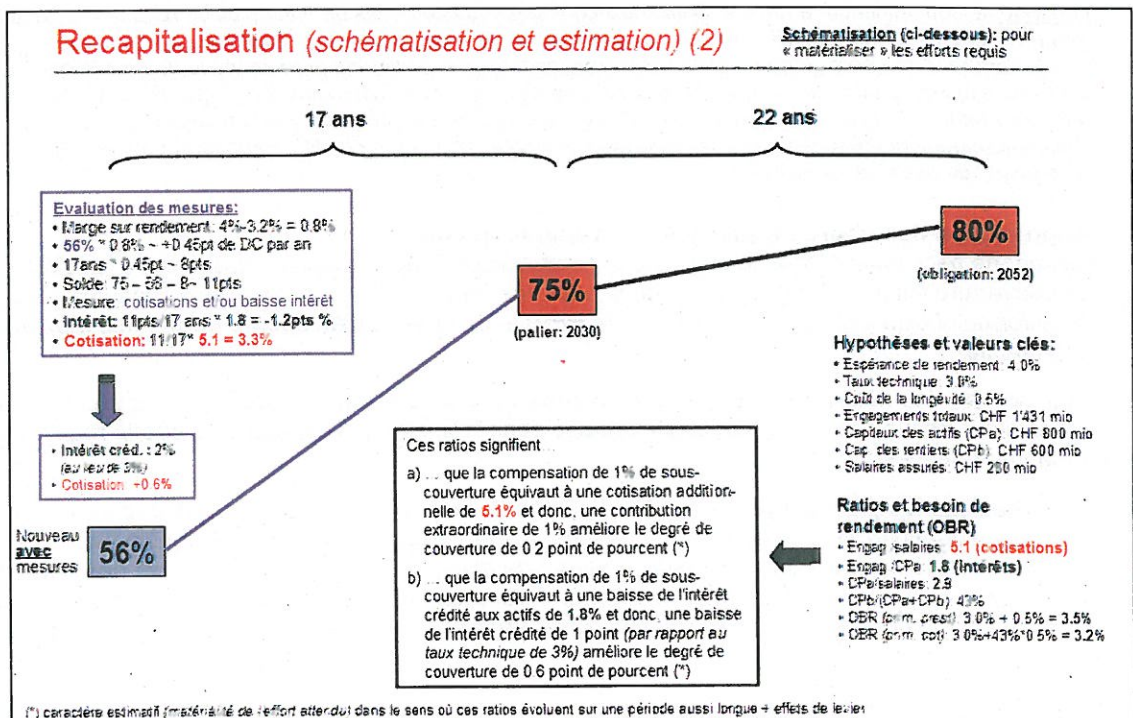 Recapitalisation (schématisation et estimation) (2)
Schématisation (ci-dessous): pour
« matérialiser » les efforts requis
17 ans
22 ans
Evaluation des mesures:
• Marge sur rendement: 4%-3.2% = 0.8%
• 56% * 0.8% ~ +0.45pt de DC par an
• 17ans * 0.45pt ~ 8pts
• Solde: 75 – 56 – 8 ~ 11pts
• Mesure: cotisations et/ou baisse intérêt
• Intérêt: 11pts/17 ans * 1.8 = -1.2pts %
• Cotisation: 11/17* 5.1 = 3.3%
• Intérêt créd. : 2%
(au lieu de 3%)
• Cotisation: +0.6%
Nouveau
avec
mesures
56%
75%
(palier: 2030)
80%
(obligation: 2052)
Ces ratios signifient…
a) … que la compensation de 1% de sous-
couverture équivaut à une cotisation addition-
nelle de 5.1% et donc, une contribution
extraordinaire de 1% améliore le degré de
couverture de 0.2 point de pourcent (*)
b) … que la compensation de 1% de sous-
couverture équivaut à une baisse de l'intérêt
crédité aux actifs de 1.8% et donc, une baisse
de l'intérêt crédité de 1 point (par rapport au
taux technique de 3%) améliore le degré de
couverture de 0.6 point de pourcent (*)
Hypothèses et valeurs clés:
• Espérance de rendement: 4.0%
• Taux technique: 3.0%
• Coût de la longévité: 0.5%
• Engagements totaux: CHF 1'431 mio
• Capitaux des actifs (CPa): CHF 800 mio
• Cap. des rentiers (CPb): CHF 600 mio
• Salaires assurés: CHF 280 mio
Ratios et besoin de
rendement (OBR)
• Engag./salaires: 5.1 (cotisations)
• Engag./CPa: 1.8 (intérêts)
• CPa/salaires: 2.9
• CPb/(CPa+CPb): 43%
• OBR (prim. prest): 3.0% + 0.5% = 3.5%
• OBR (prim. cot): 3.0%+43%*0.5% = 3.2%
(*) caractère estimatif (matérialité de l'effort attendu) dans le sens où ces ratios évoluent sur une période aussi longue + effets de leviers